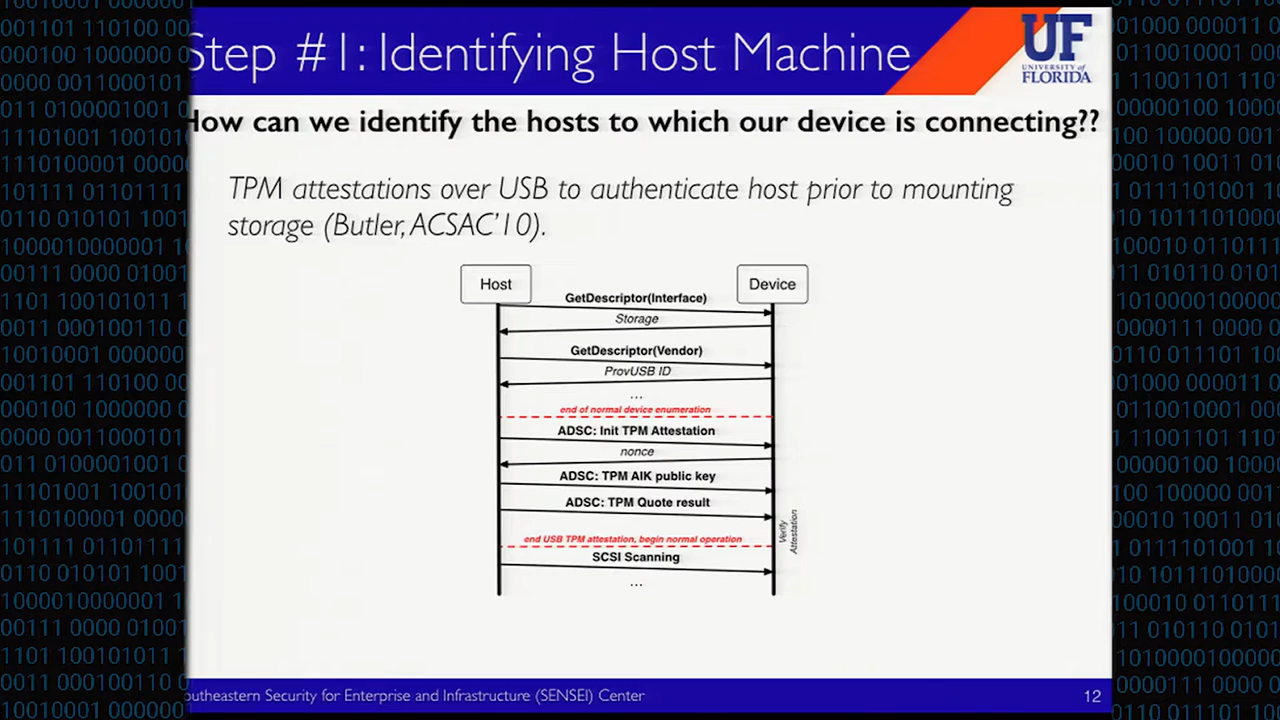 Step #1: Identifying Host Machine
UF
UNIVERSITY of
FLORIDA
How can we identify the hosts to which our device is connecting??
TPM attestations over USB to authenticate host prior to mounting
storage (Butler, ACSAC'10).
Host
Device
GetDescriptor(Interface)
Storage
GetDescriptor(Vendor)
ProvUSB ID
...
end of normal device enumeration
ADSC: Init TPM Attestation
nonce
ADSC: TPM AIK public key
ADSC: TPM Quote result
Verify
Attestation
end USB TPM attestation, begin normal operation
SCSI Scanning
...
outheastern Security for Enterprise and Infrastructure (SENSEI) Center
12